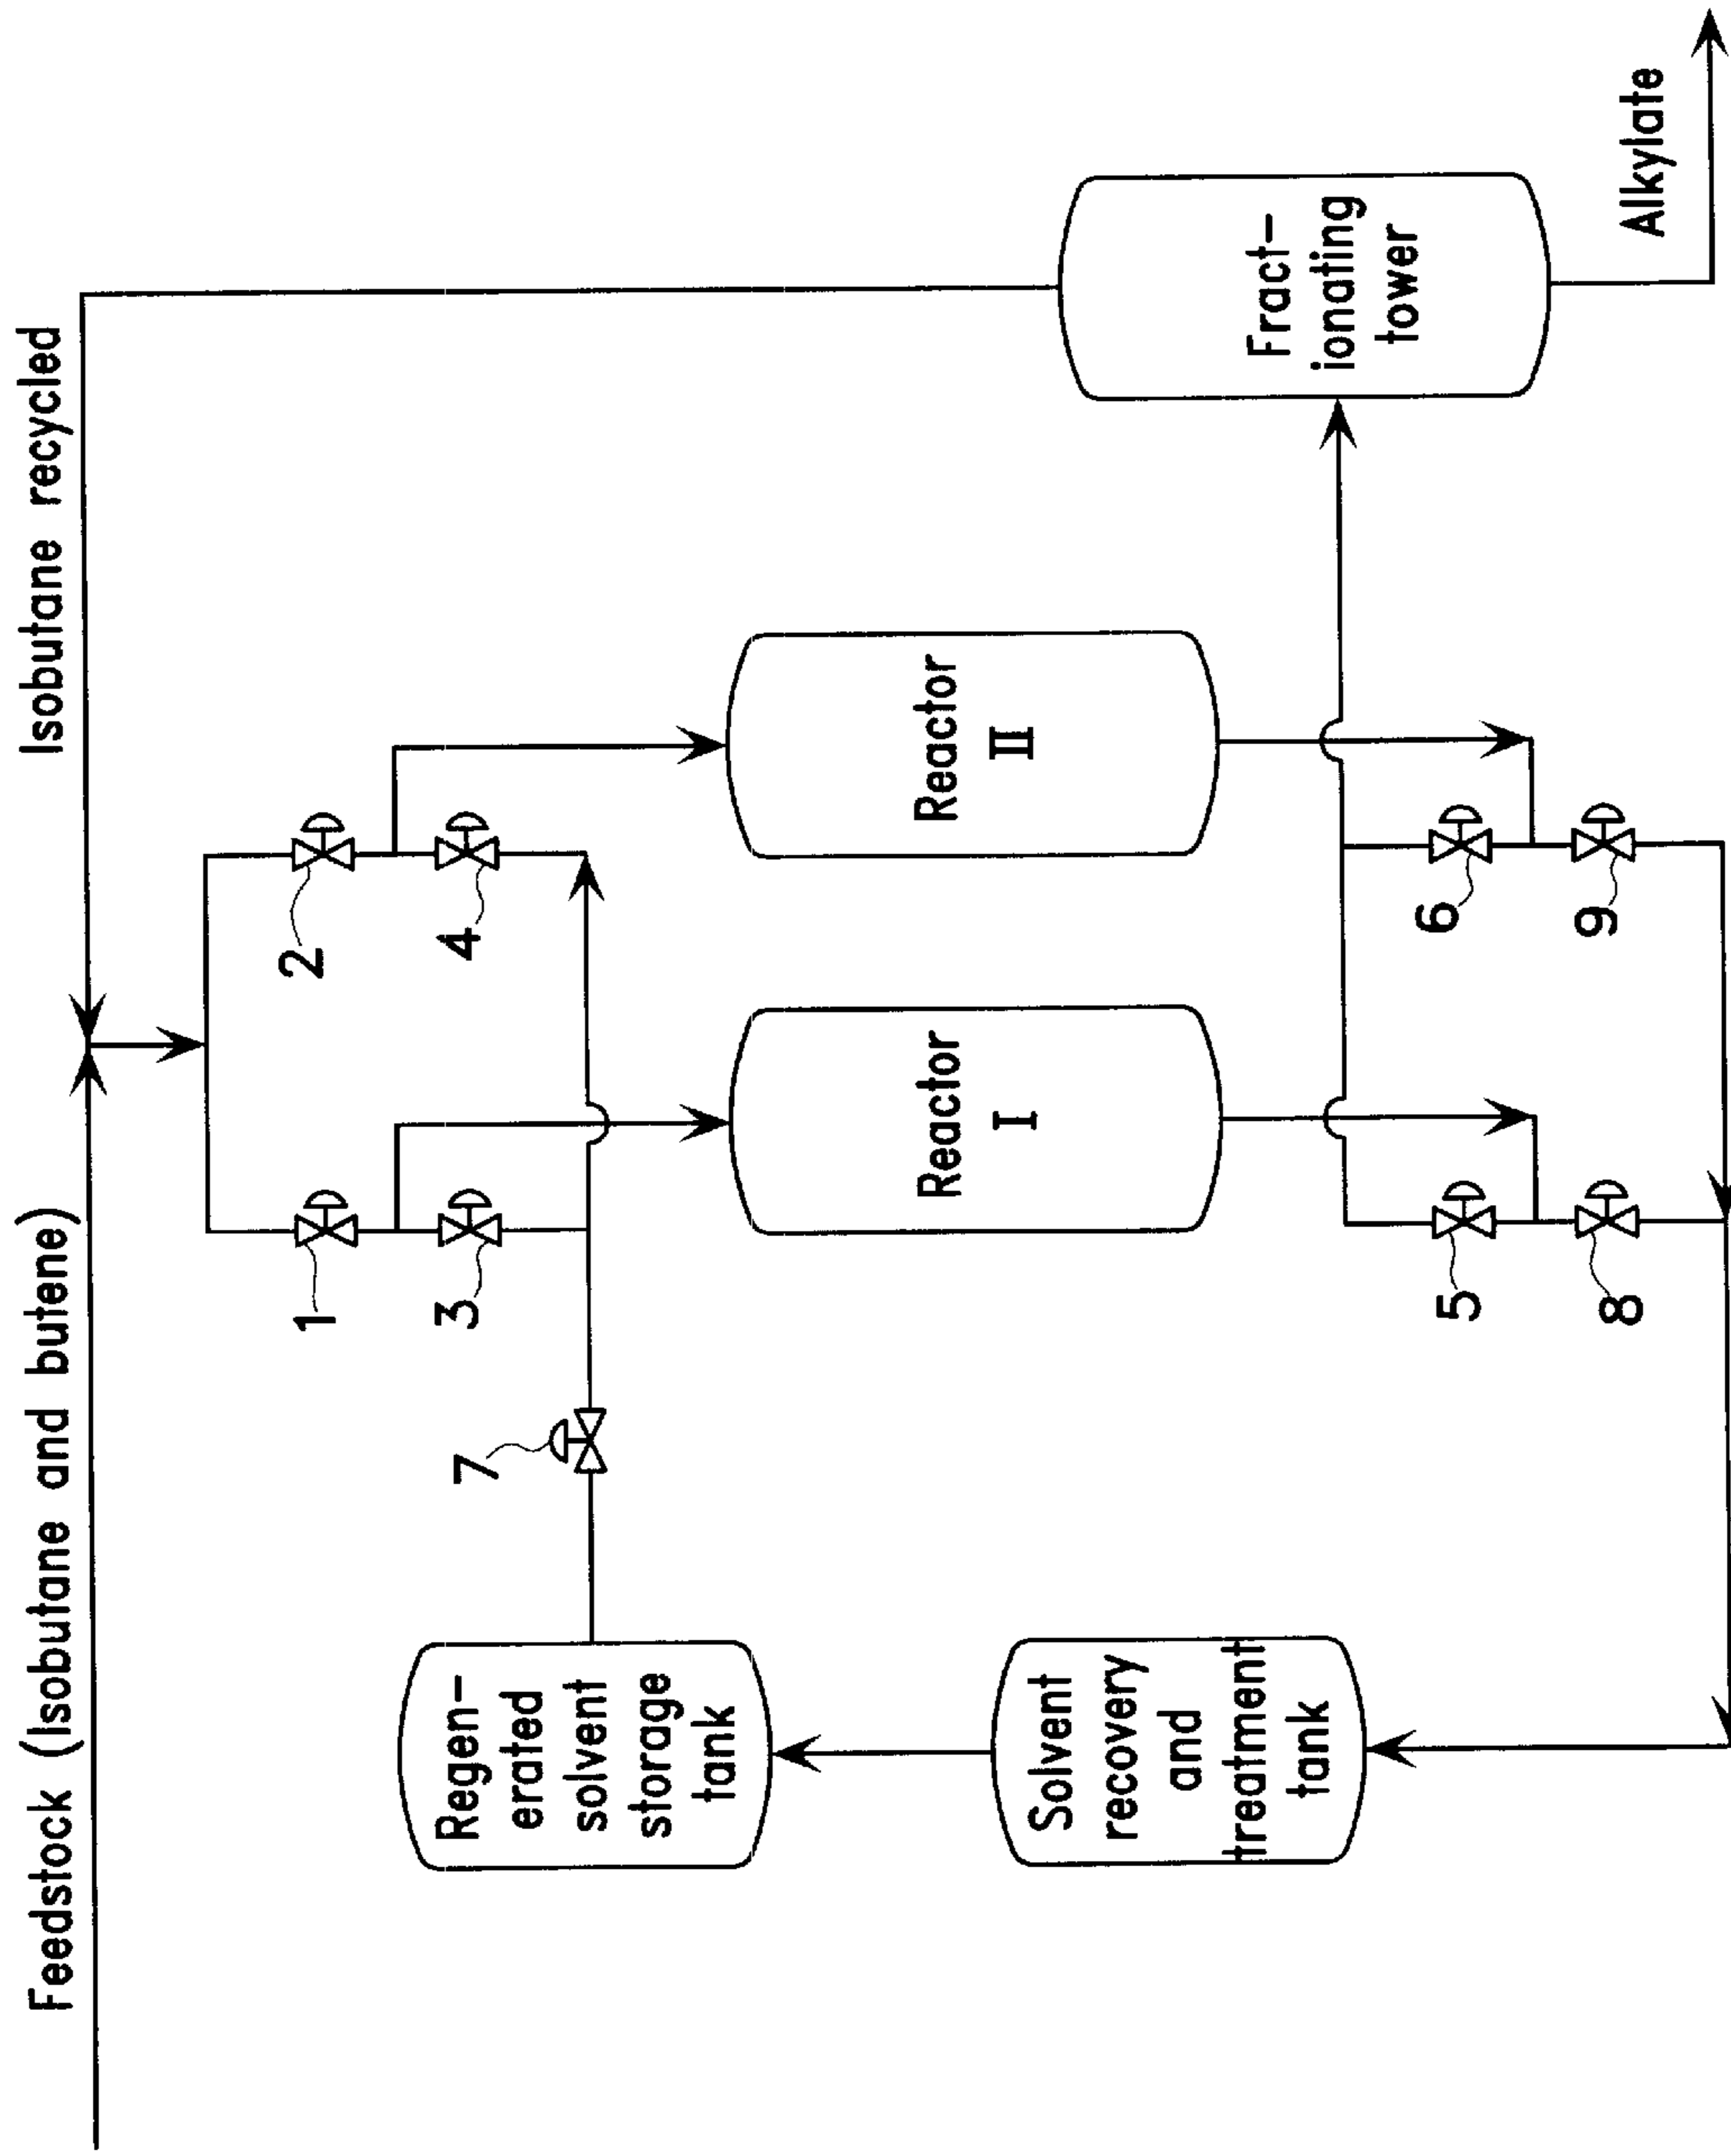 Feedstock (Isobutane and butene)
Isobutane recycled
1
2
3
4
7
Regen-
erated
solvent
storage
tank
Solvent
recovery
and
treatment
tank
Reactor
I
Reactor
II
Fract-
ionating
tower
5
6
8
9
Alkylate